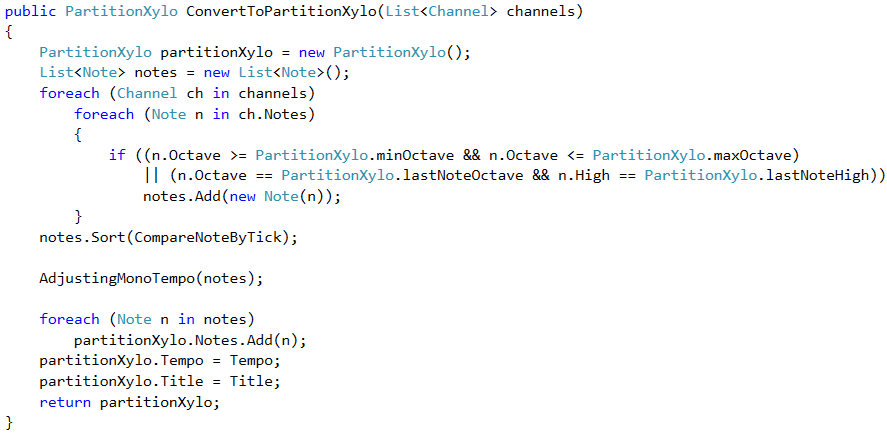 public PartitionXylo ConvertToPartitionXylo(List<Channel> channels)
{
    PartitionXylo partitionXylo = new PartitionXylo();
    List<Note> notes = new List<Note>();
    foreach (Channel ch in channels)
        foreach (Note n in ch.Notes)
        {
            if ((n.Octave >= PartitionXylo.minOctave && n.Octave <= PartitionXylo.maxOctave)
                || (n.Octave == PartitionXylo.lastNoteOctave && n.High == PartitionXylo.lastNoteHigh))
                notes.Add(new Note(n));
        }
    notes.Sort(CompareNoteByTick);

    AdjustingMonoTempo(notes);

    foreach (Note n in notes)
        partitionXylo.Notes.Add(n);
    partitionXylo.Tempo = Tempo;
    partitionXylo.Title = Title;
    return partitionXylo;
}